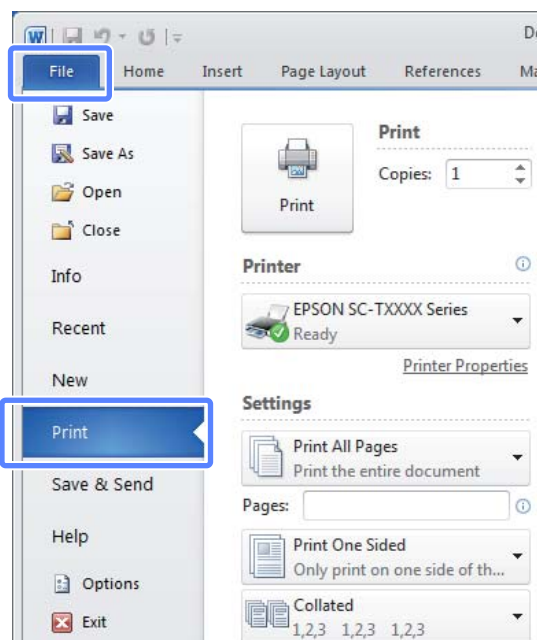 W
De
File Home Insert Page Layout References Ma
Save
Save As
Open
Close
Info
Recent
New
Print
Save & Send
Help
Options
Exit
Print
Print
Copies: 1
Printer
EPSON SC-TXXXX Series
Ready
Printer Properties
Settings
Print All Pages
Print the entire document
Pages:
Print One Sided
Only print on one side of th...
Collated
1,2,3 1,2,3 1,2,3